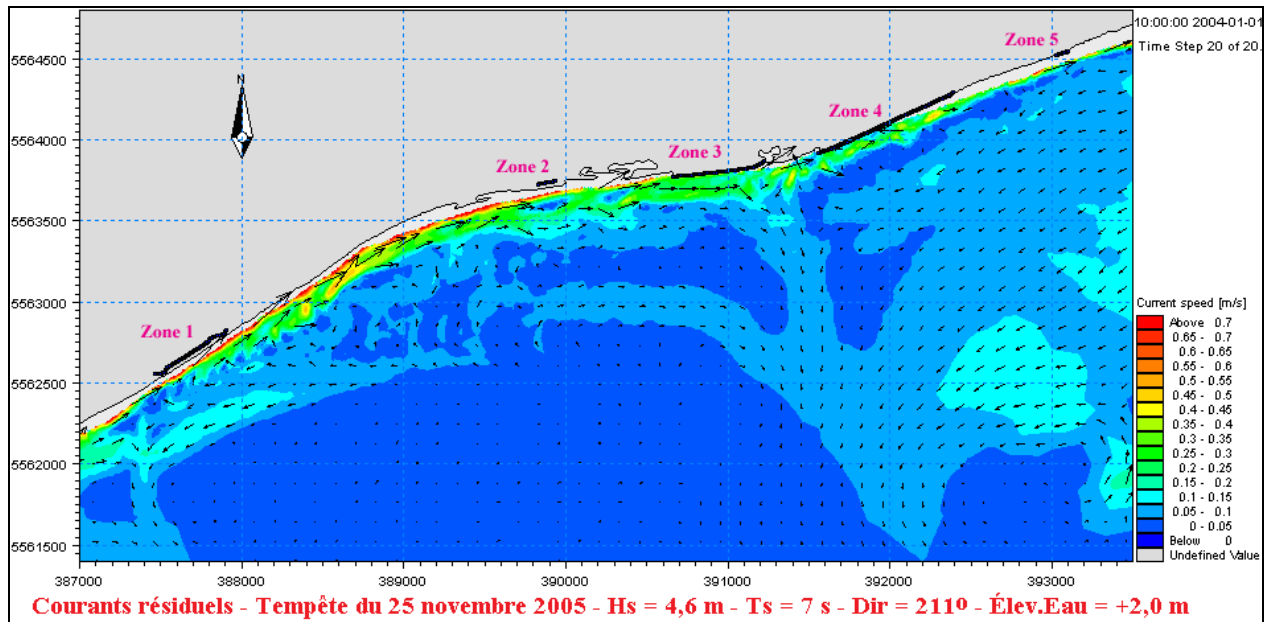 10:00:00 2004-01-01
Time Step 20 of 20.
Zone 5
Zone 4
Zone 3
Zone 2
Zone 1
N
5564500
5564000
5563500
5563000
5562500
5562000
5561500
387000 388000 389000 390000 391000 392000 393000
Current speed [m/s]
Above 0.7
0.65 - 0.7
0.6 - 0.65
0.55 - 0.6
0.5 - 0.55
0.45 - 0.5
0.4 - 0.45
0.35 - 0.4
0.3 - 0.35
0.25 - 0.3
0.2 - 0.25
0.15 - 0.2
0.1 - 0.15
0.05 - 0.1
0 - 0.05
Below 0
Undefined Value
Courants résiduels - Tempête du 25 novembre 2005 - Hs = 4,6 m - Ts = 7 s - Dir = 211º - Élev.Eau = +2,0 m